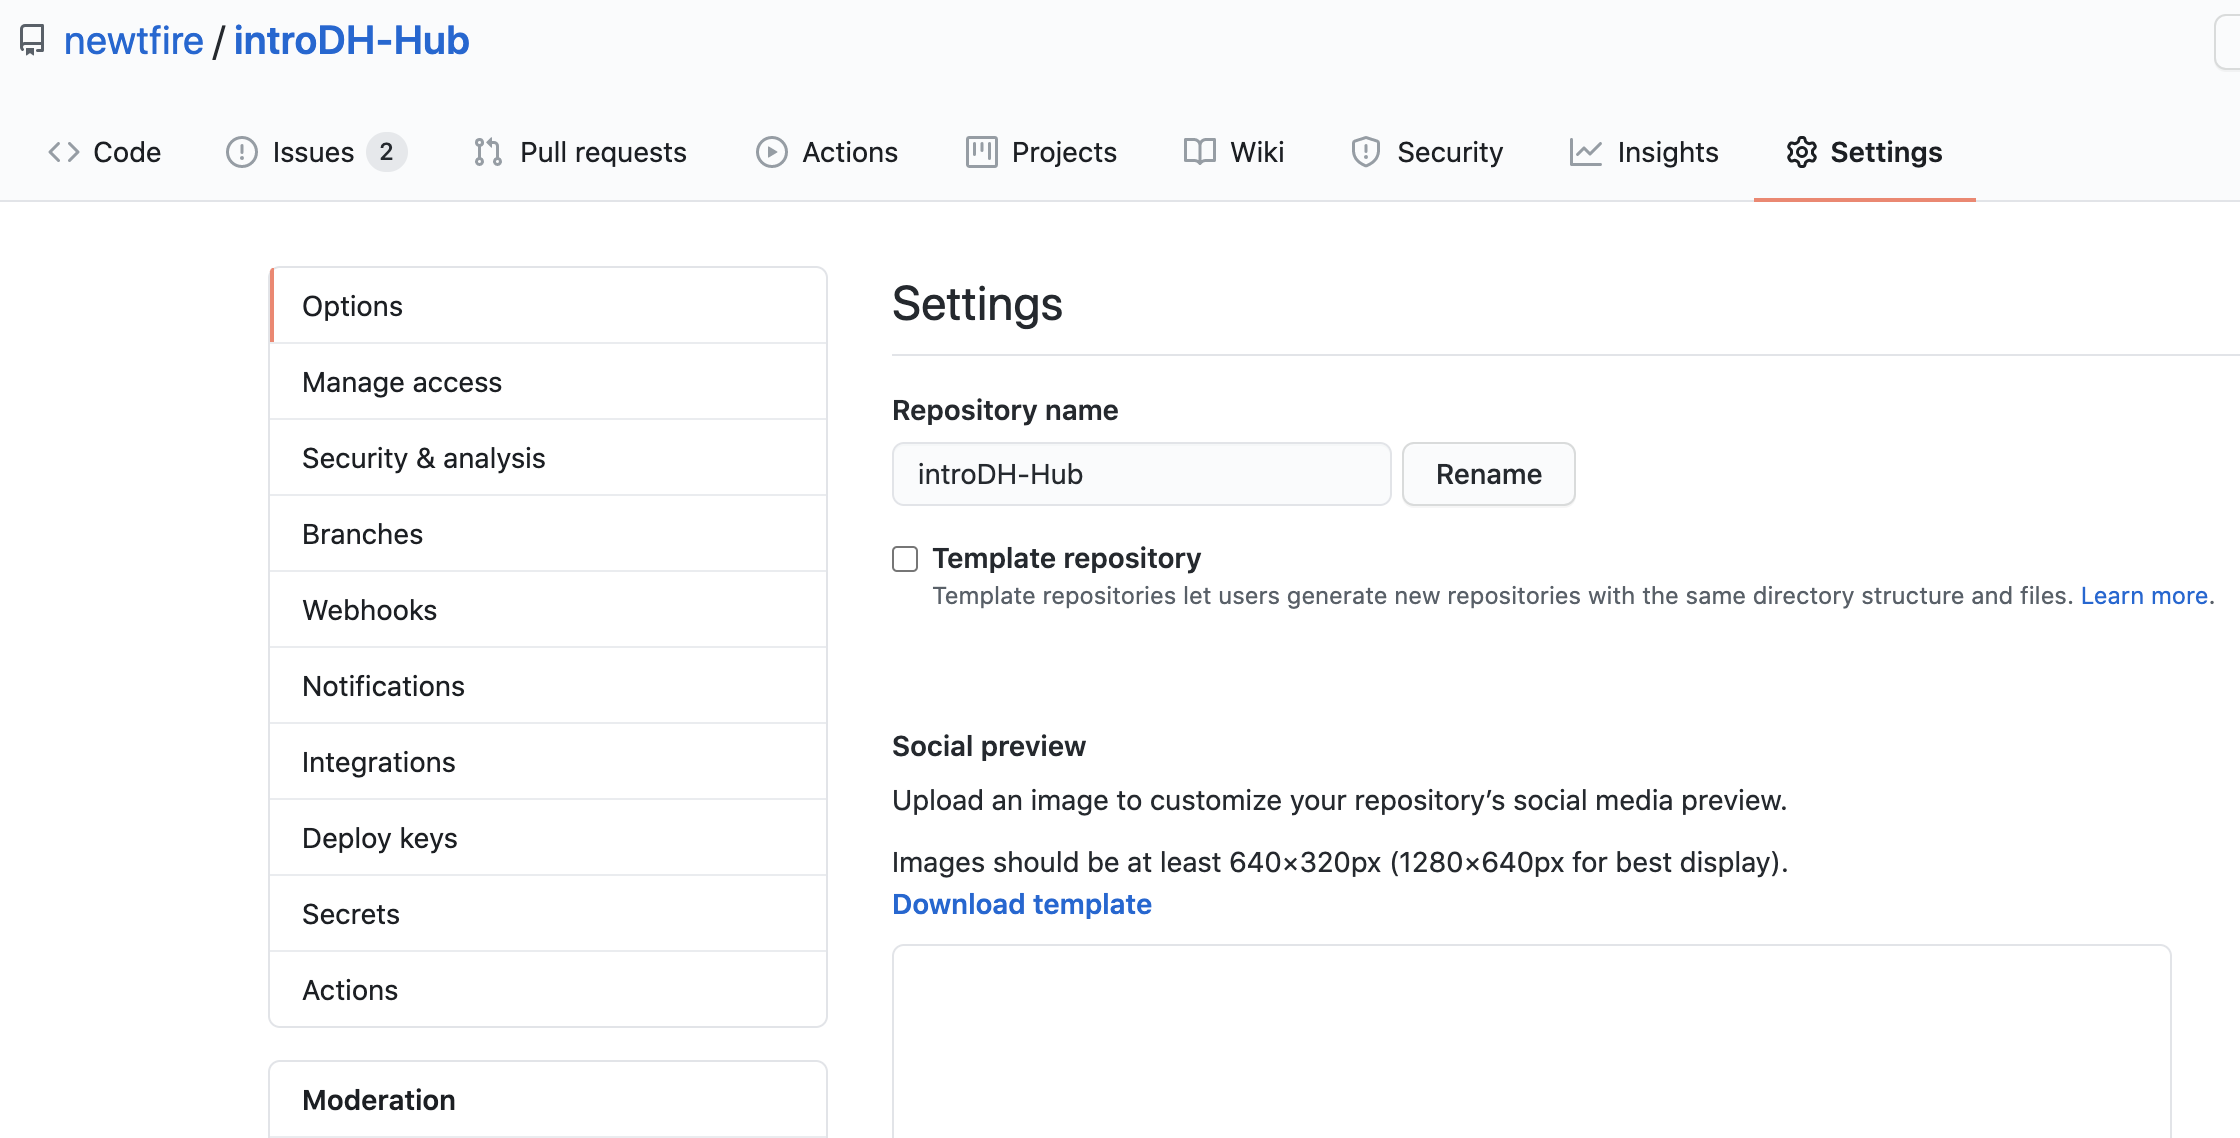 newtfire / introDH-Hub
Code Issues 2 Pull requests Actions Projects Wiki Security Insights Settings
Options
Manage access
Security & analysis
Branches
Webhooks
Notifications
Integrations
Deploy keys
Secrets
Actions
Moderation
Settings
Repository name
introDH-Hub Rename
Template repository
Template repositories let users generate new repositories with the same directory structure and files. Learn more.
Social preview
Upload an image to customize your repository’s social media preview.
Images should be at least 640×320px (1280×640px for best display).
Download template